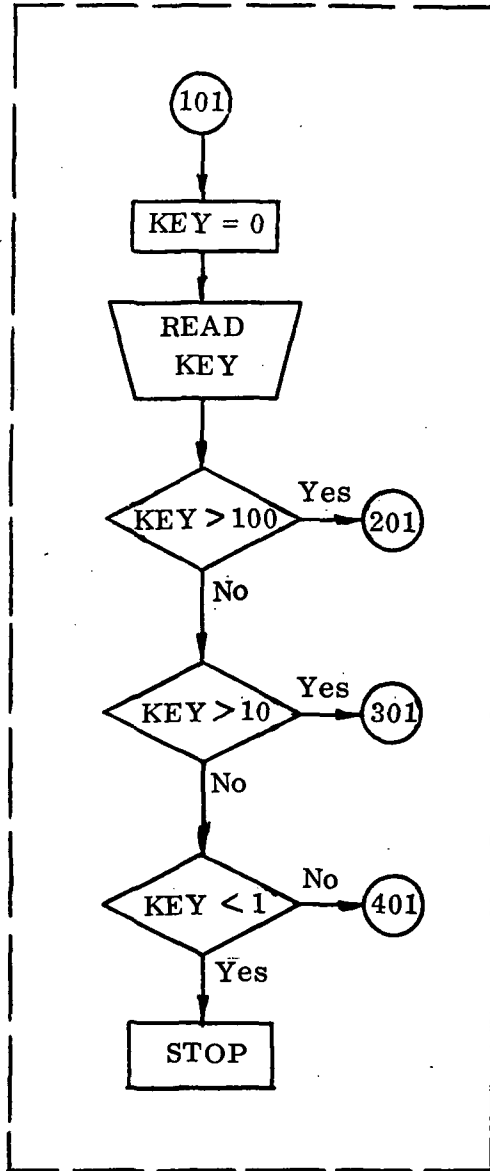 101
KEY = 0
READ
KEY
KEY > 100
Yes
201
No
KEY > 10
Yes
301
No
KEY < 1
No
401
Yes
STOP